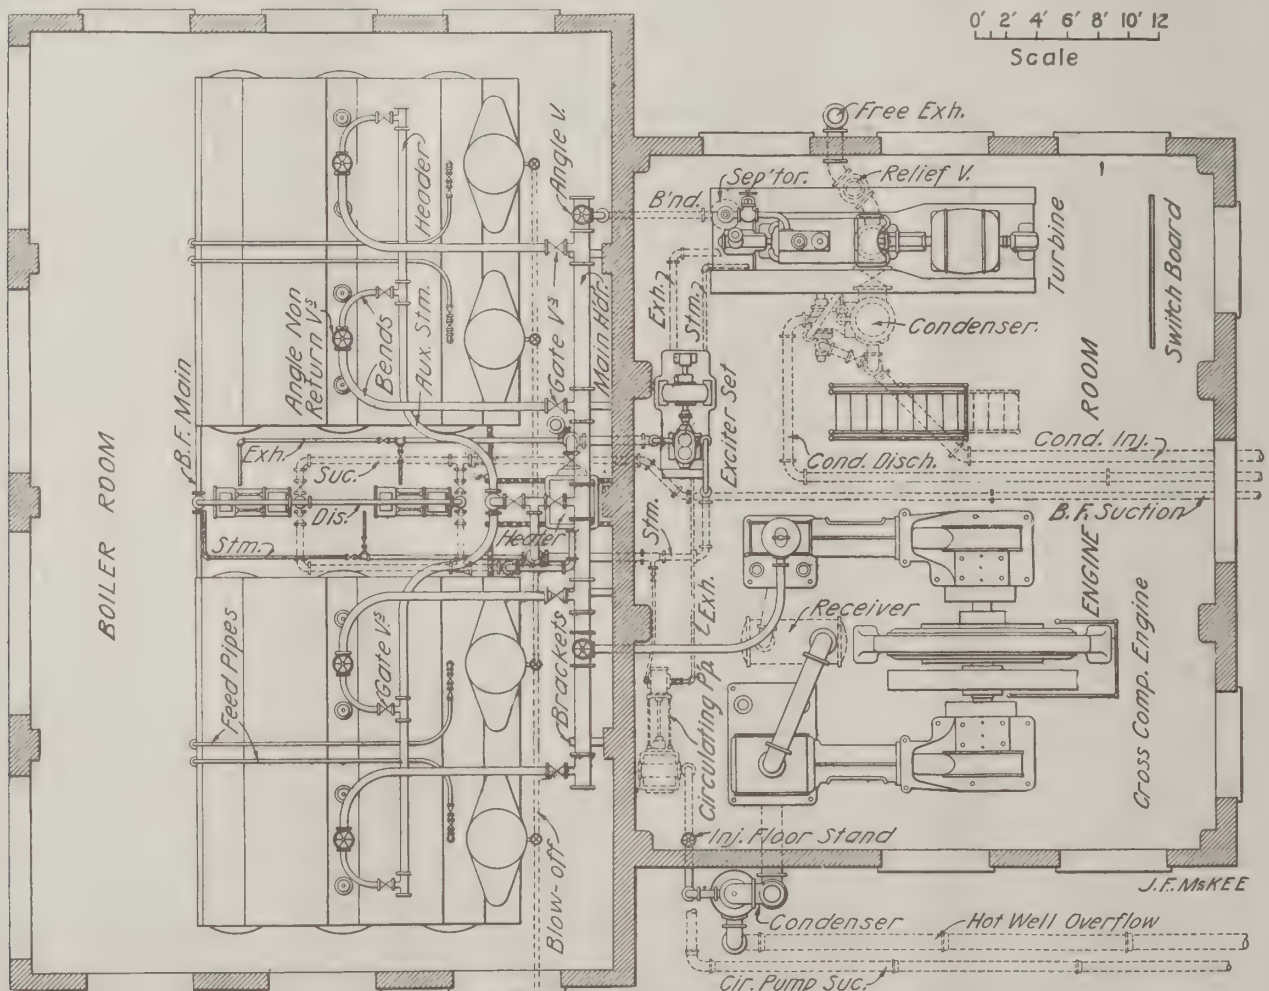 0' 2' 4' 6' 8' 10' 12
Scale
Free Exh.
Angle V.
Sep'tor.
Relief V.
B'nd.
Header
Turbine
Switch Board
Exh.
Stm.
Angle Non
Return Vs
Bends
Aux. Stm.
Gate Vs
Main Hdr.
Condenser.
B.F. Main
Exh.
Suc.
Exciter Set
ROOM
Cond. Inj.
Cond. Disch.
BOILER ROOM
Dis.
Stm.
Heater
Stm.
B.F. Suction
ENGINE
Exh.
Receiver
Feed Pipes
Gate Vs
Brackets
Circulating Pp.
Cross Comp. Engine
Inj. Floor Stand
Blow-off
J.F. McKEE
Condenser
Hot Well Overflow
Cir. Pump Suc.